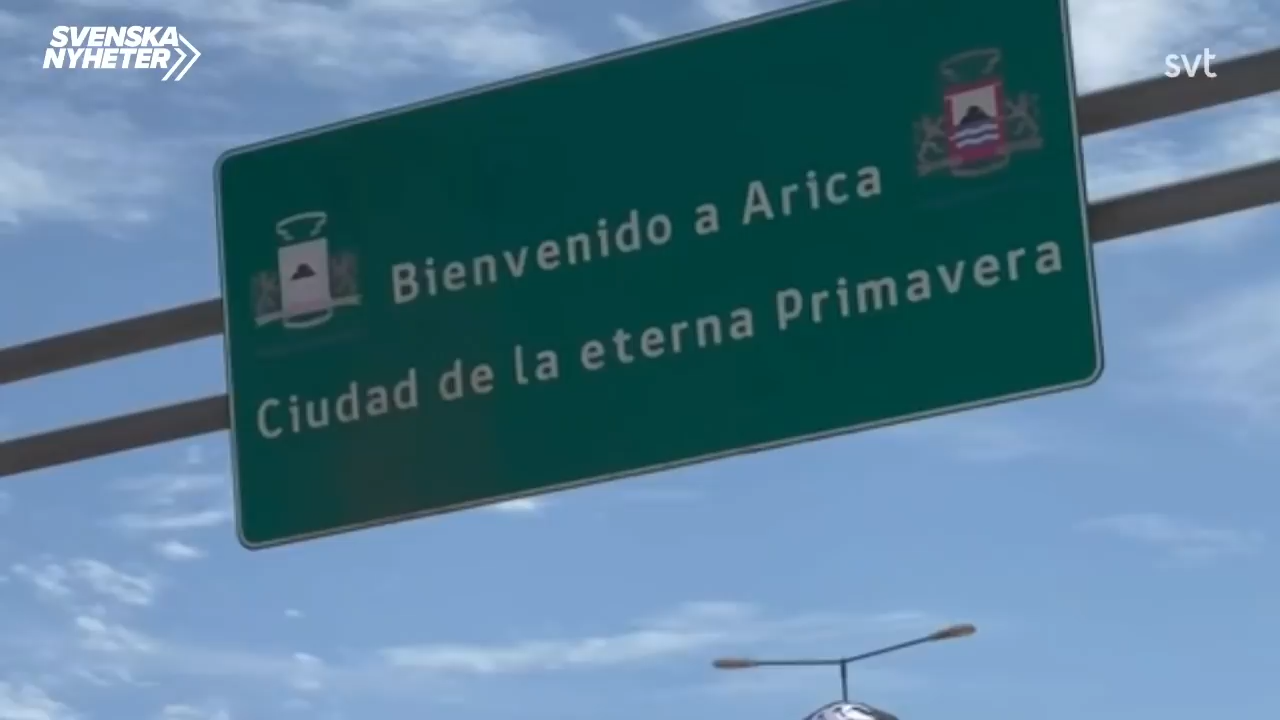 SVENSKA
NYHETER
svt
Bienvenido a Arica
Ciudad de la eterna Primavera